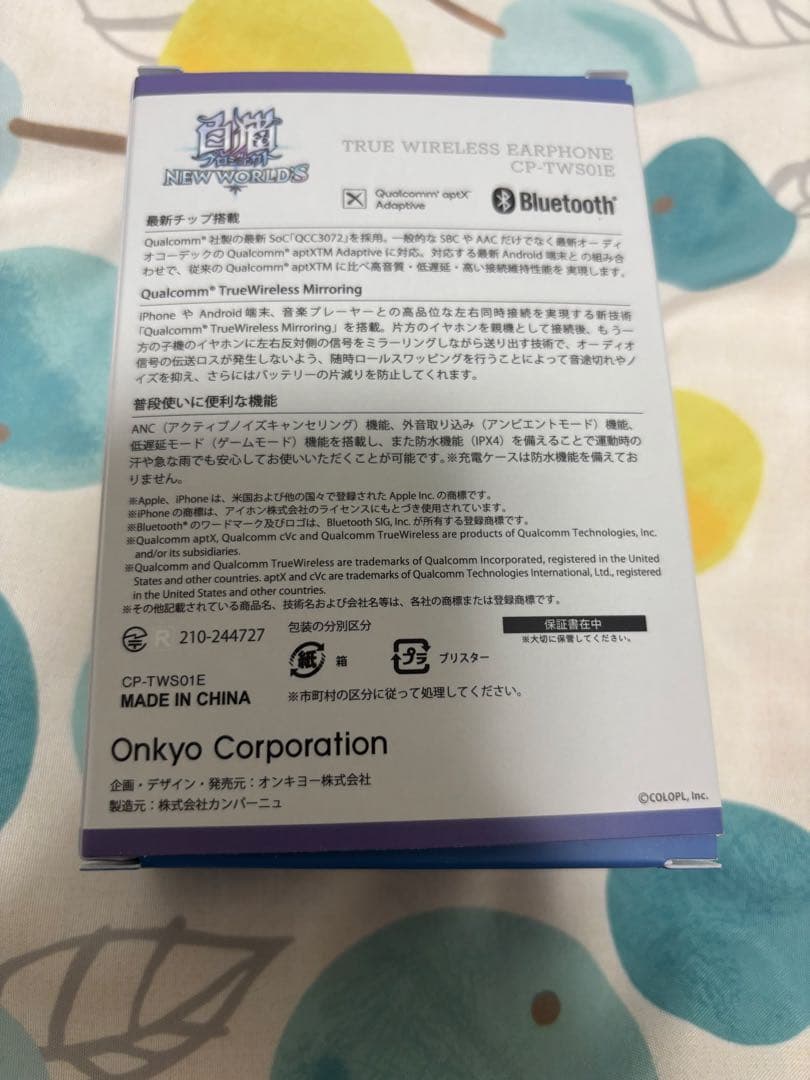 白猫
プロジェクト
NEW WORLD'S
TRUE WIRELESS EARPHONE
CP-TWS01E
Qualcomm® aptX™
Adaptive
Bluetooth®
最新チップ搭載
Qualcomm® 社製の最新 SoC「QCC3072」を採用。一般的な SBC や AAC だけでなく最新オーディ
オコーデックの Qualcomm® aptXTM Adaptive に対応。対応する最新 Android 端末との組み合
わせで、従来の Qualcomm® aptXTM に比べ高音質・低遅延・高い接続維持性能を実現します。
Qualcomm® TrueWireless Mirroring
iPhone や Android 端末、音楽プレーヤーとの高品位な左右同時接続を実現する新技術
「Qualcomm® TrueWireless Mirroring」を搭載。片方のイヤホンを親機として接続後、もう一
方の子機のイヤホンに左右反対側の信号をミラーリングしながら送り出す技術で、オーディオ
信号の伝送ロスが発生しないよう、随時ロールスワッピングを行うことによって音途切れやノ
イズを抑え、さらにはバッテリーの片減りを防止してくれます。
普段使いに便利な機能
ANC（アクティブノイズキャンセリング）機能、外音取り込み（アンビエントモード）機能、
低遅延モード（ゲームモード）機能を搭載し、また防水機能（IPX4）を備えることで運動時の
汗や急な雨でも安心してお使いいただくことが可能です。※充電ケースは防水機能を備えてお
りません。
※Apple、iPhone は、米国および他の国々で登録された Apple Inc. の商標です。
※iPhone の商標は、アイホン株式会社のライセンスにもとづき使用されています。
※Bluetooth® のワードマーク及びロゴは、Bluetooth SIG, Inc. が所有する登録商標です。
※Qualcomm aptX, Qualcomm cVc and Qualcomm TrueWireless are products of Qualcomm Technologies, Inc.
and/or its subsidiaries.
※Qualcomm and Qualcomm TrueWireless are trademarks of Qualcomm Incorporated, registered in the United
States and other countries. aptX and cVc are trademarks of Qualcomm Technologies International, Ltd., registered
in the United States and other countries.
※その他記載されている商品名、技術名および会社名等は、各社の商標または登録商標です。
R 210-244727
包装の分別区分
紙 箱
プラ ブリスター
保証書在中
※大切に保管してください。
CP-TWS01E
MADE IN CHINA
※市町村の区分に従って処理してください。
Onkyo Corporation
企画・デザイン・発売元：オンキヨー株式会社
製造元：株式会社カンバーニュ
©COLOPL, Inc.